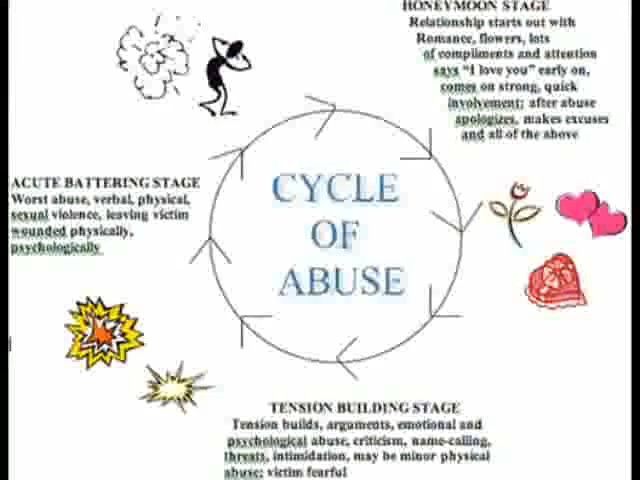 HONEYMOON STAGE
Relationship starts out with
Romance, flowers, lots
of compliments and attention
says "I love you" early on,
comes on strong, quick
involvement; after abuse
apologizes, makes excuses
and all of the above
ACUTE BATTERING STAGE
Worst abuse, verbal, physical,
sexual violence, leaving victim
wounded physically,
psychologically
CYCLE
OF
ABUSE
TENSION BUILDING STAGE
Tension builds, arguments, emotional and
psychological abuse, criticism, name-calling,
threats, intimidation, may be minor physical
abuse; victim fearful